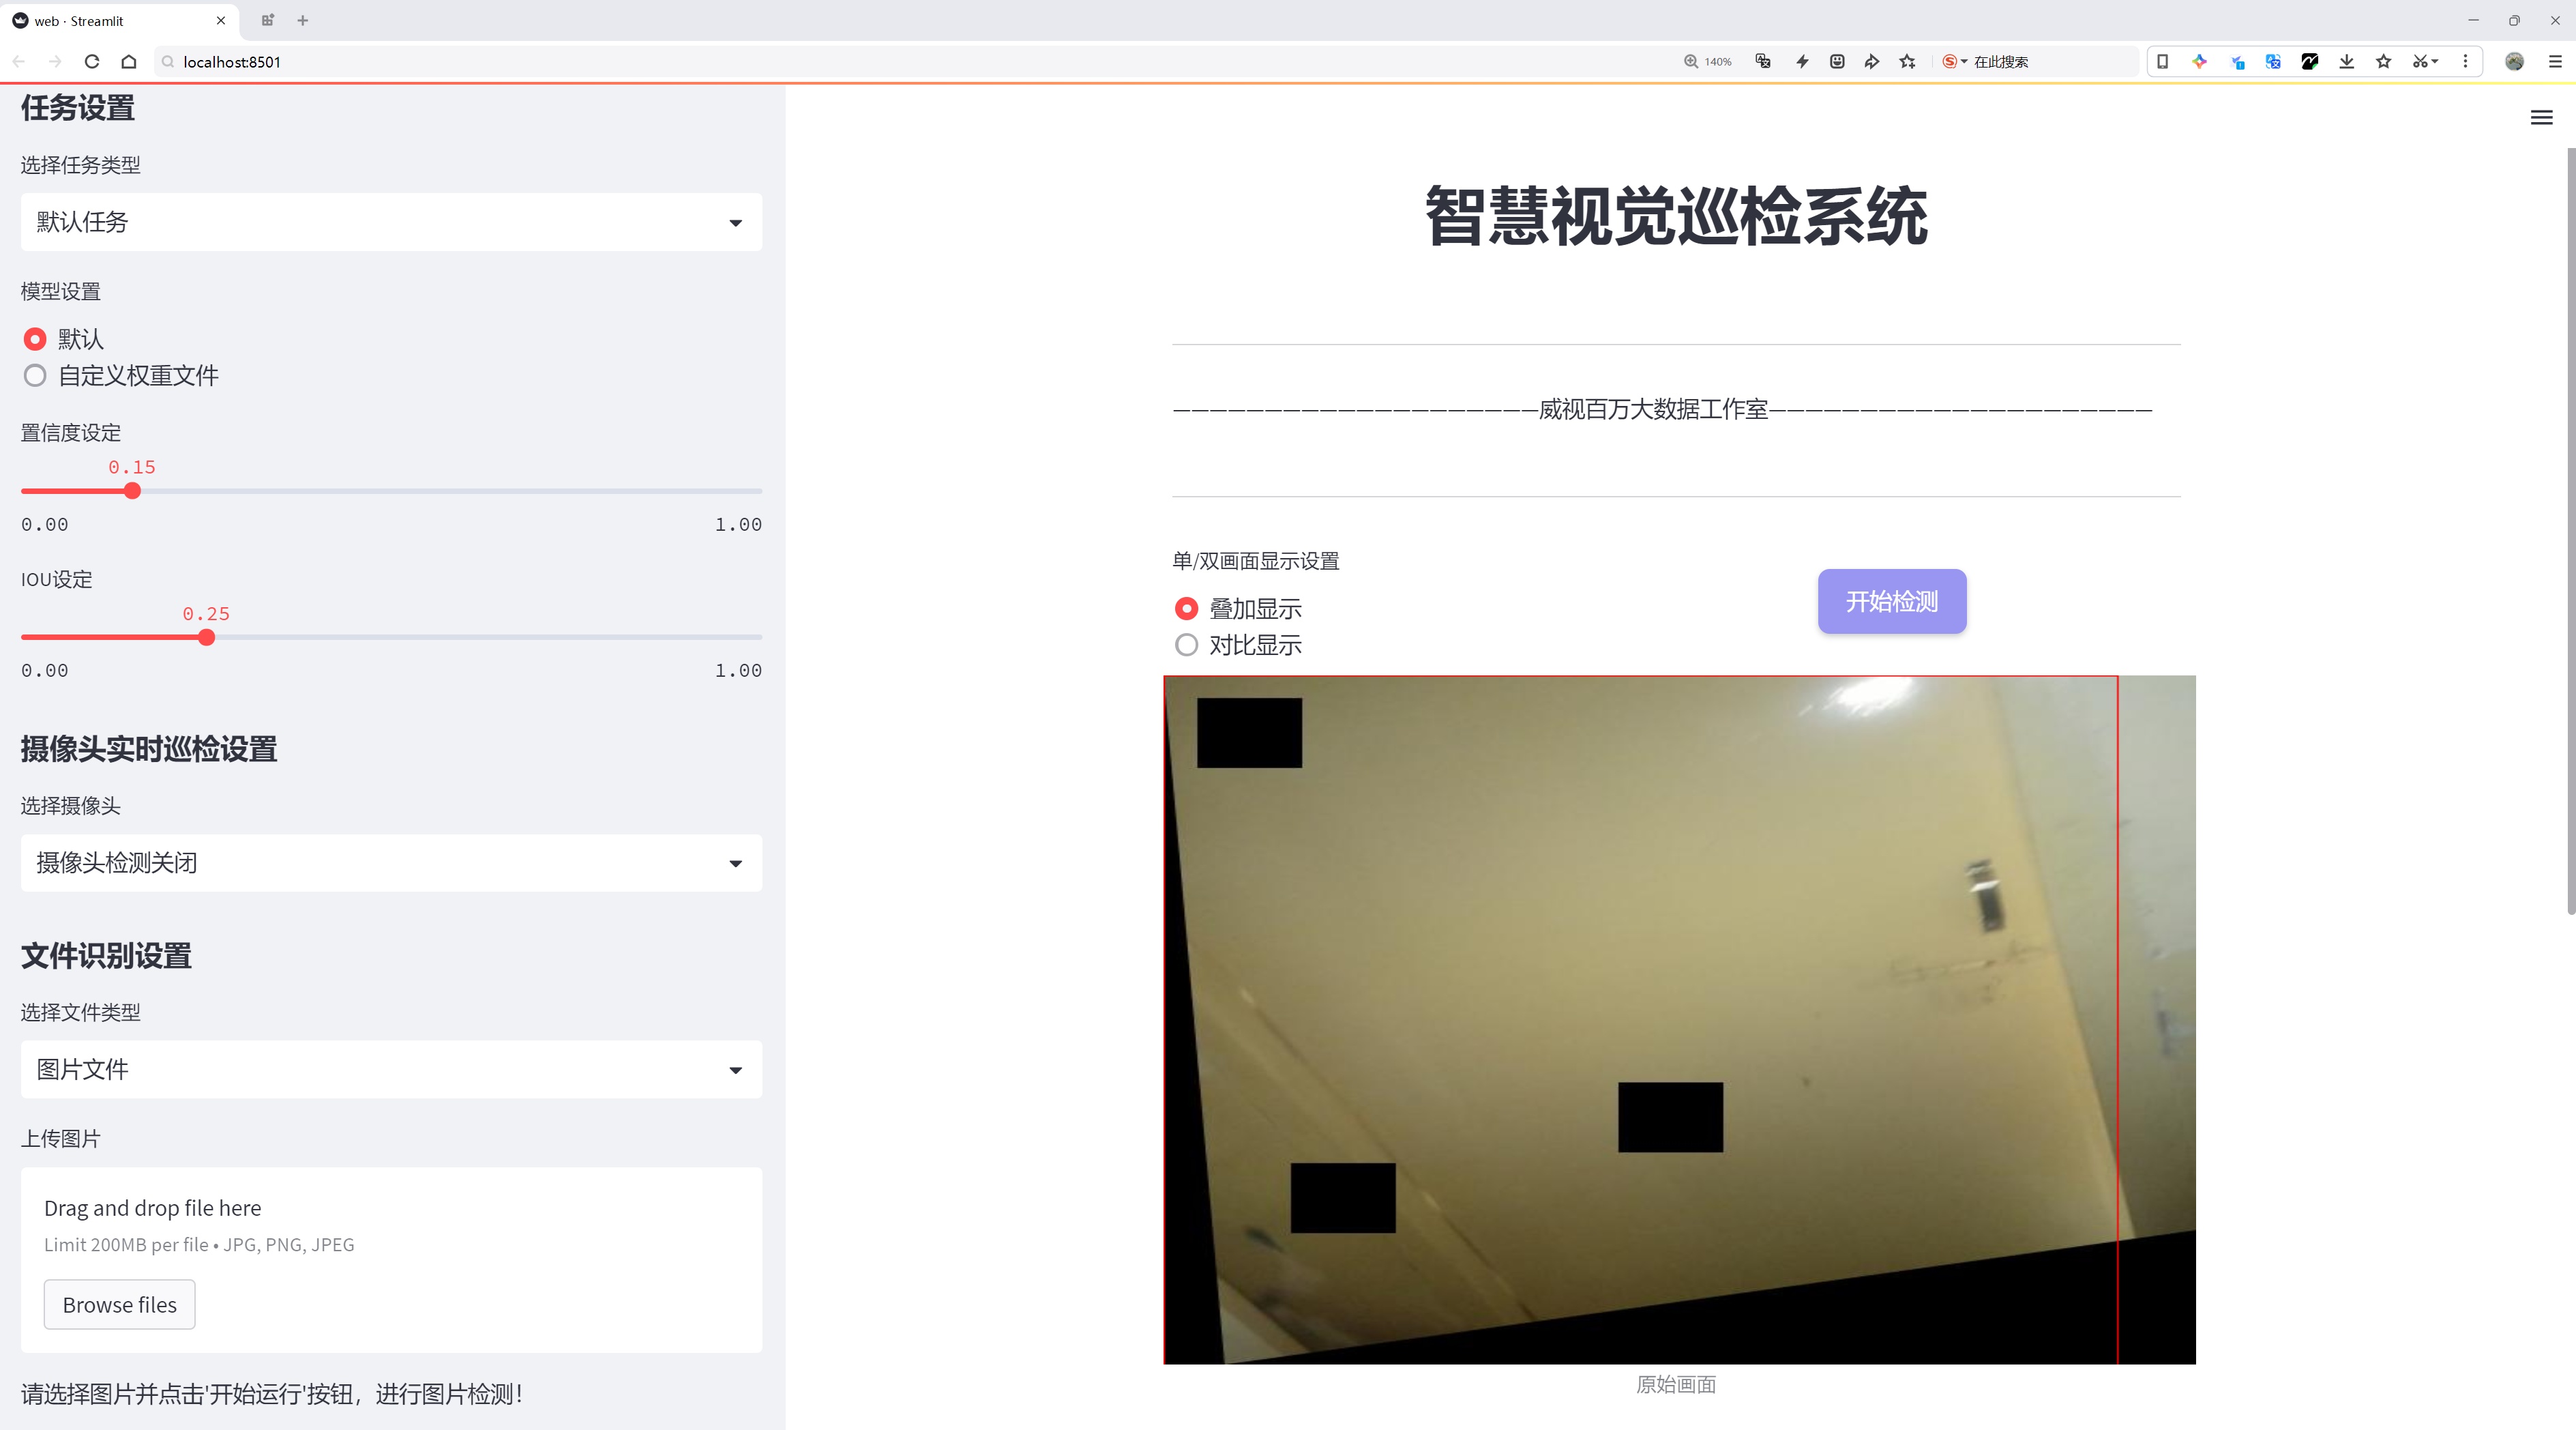 web · Streamlit
localhost:8501
140%
在此搜索
任务设置
选择任务类型
默认任务
模型设置
默认
自定义权重文件
置信度设定
0.15
0.00
1.00
IOU设定
0.25
0.00
1.00
摄像头实时巡检设置
选择摄像头
摄像头检测关闭
文件识别设置
选择文件类型
图片文件
上传图片
Drag and drop file here
Limit 200MB per file • JPG, PNG, JPEG
Browse files
请选择图片并点击'开始运行'按钮，进行图片检测！
智慧视觉巡检系统
————————————————————威视百万大数据工作室—————————————————————
单/双画面显示设置
叠加显示
对比显示
开始检测
原始画面